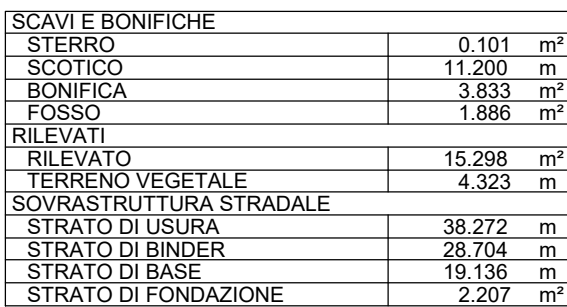 SCAVI E BONIFICHE
STERRO 0.101 m²
SCOTICO 11.200 m
BONIFICA 3.833 m²
FOSSO 1.886 m²
RILEVATI
RILEVATO 15.298 m²
TERRENO VEGETALE 4.323 m
SOVRASTRUTTURA STRADALE
STRATO DI USURA 38.272 m
STRATO DI BINDER 28.704 m
STRATO DI BASE 19.136 m
STRATO DI FONDAZIONE 2.207 m²